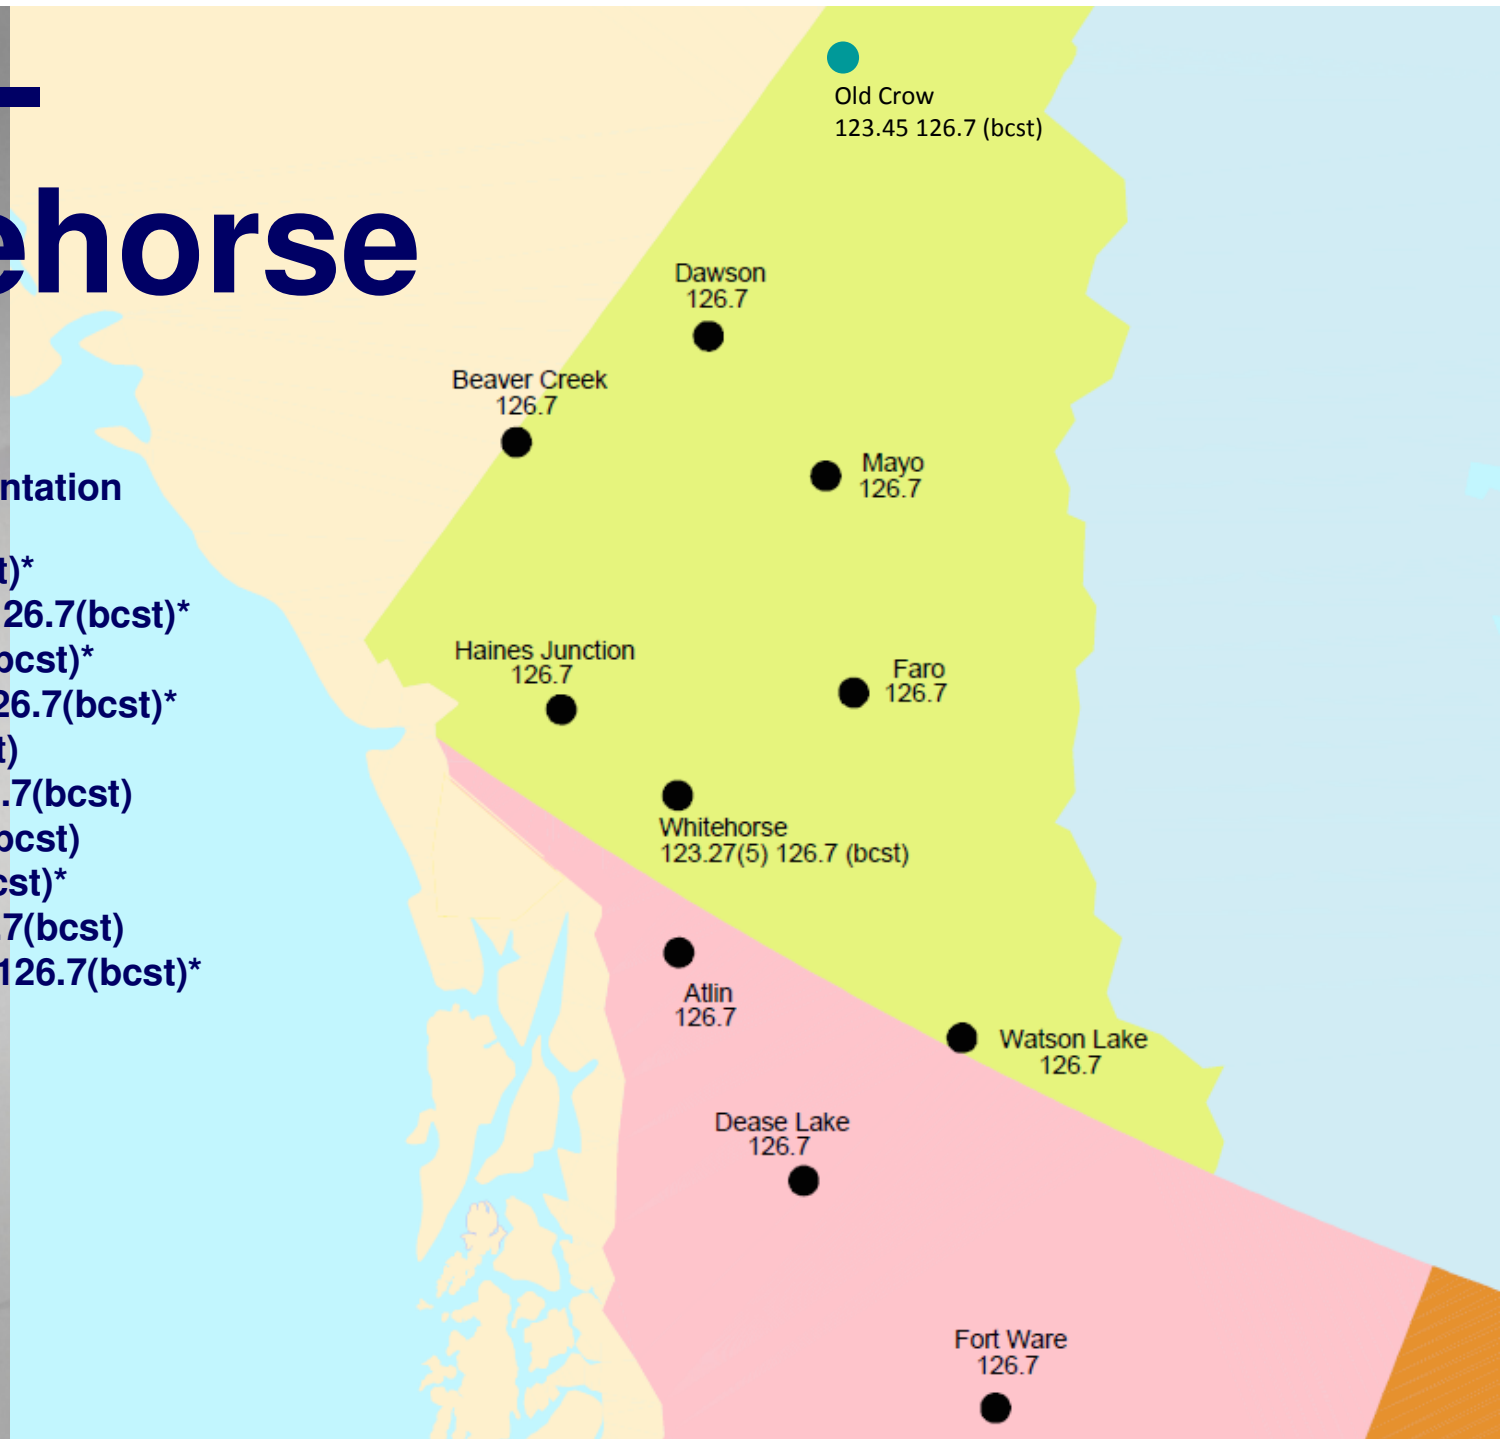 –
ehorse
ntation
t)*
26.7(bcst)*
bcst)*
26.7(bcst)*
t)
.7(bcst)
bcst)
cst)*
7(bcst)
126.7(bcst)*
Old Crow
123.45 126.7 (bcst)
Dawson
126.7
Beaver Creek
126.7
Mayo
126.7
Haines Junction
126.7
Faro
126.7
Whitehorse
123.27(5) 126.7 (bcst)
Atlin
126.7
Watson Lake
126.7
Dease Lake
126.7
Fort Ware
126.7